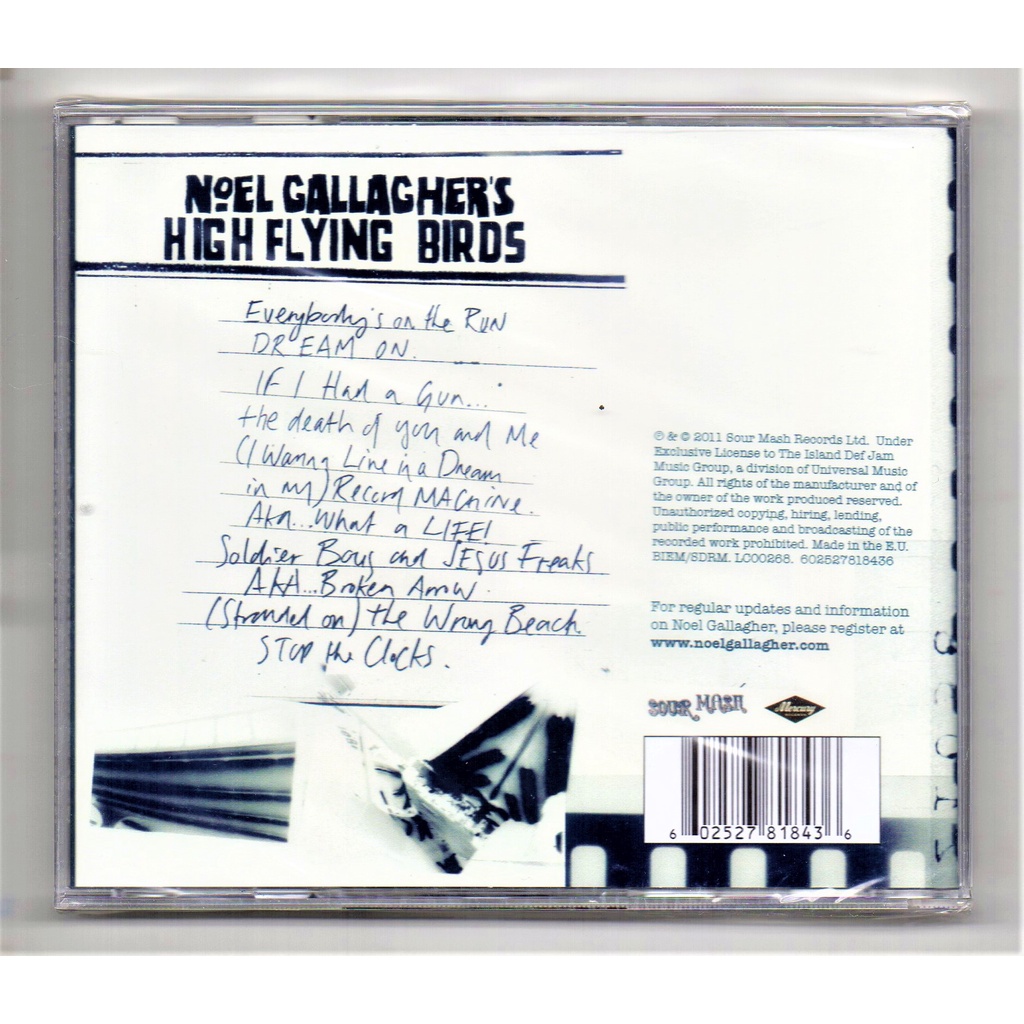 NOEL GALLAGHER'S
HIGH FLYING BIRDS
Everybody's on the RUN
DREAM ON.
IF I Had a Gun...
the death of you and Me
(I Wanna Live in a Dream
in my) Record MACHINE.
AKA...What a LIFE!
Soldier Boys and JESUS Freaks
AKA...Broken Arrow.
(Stranded on) the Wrong Beach.
STOP the Clocks.
℗ & © 2011 Sour Mash Records Ltd. Under
Exclusive License to The Island Def Jam
Music Group, a division of Universal Music
Group. All rights of the manufacturer and of
the owner of the work produced reserved.
Unauthorized copying, hiring, lending,
public performance and broadcasting of the
recorded work prohibited. Made in the E.U.
BIEM/SDRM. LC00268. 602527818436
For regular updates and information
on Noel Gallagher, please register at
www.noelgallagher.com
SOUR MASH
Mercury
6 02527 81843 6